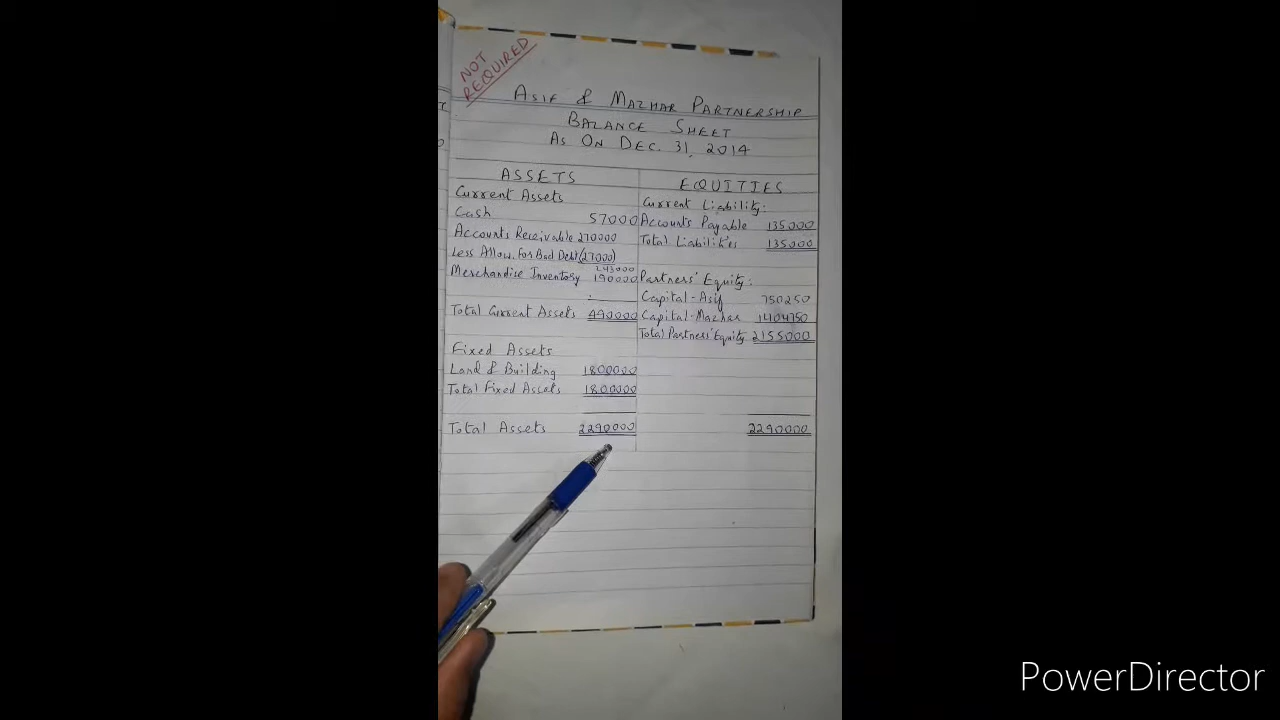 NOT
REQUIRED
ASIF & MAZHAR PARTNERSHIP
BALANCE SHEET
AS ON DEC. 31, 2014
ASSETS
Current Assets
Cash 57000
Accounts Receivable 270000
Less Allow. For Bad Debt (27000)
243000
Merchandise Inventory 190000
Total Current Assets 490000
Fixed Assets
Land & Building 1800000
Total Fixed Assets 1800000
Total Assets 2290000
EQUITIES
Current Liability:
Accounts Payable 135000
Total Liabilities 135000
Partners' Equity:
Capital-Asif 750250
Capital-Mazhar 1404750
Total Partners' Equity 2155000
2290000
PowerDirector